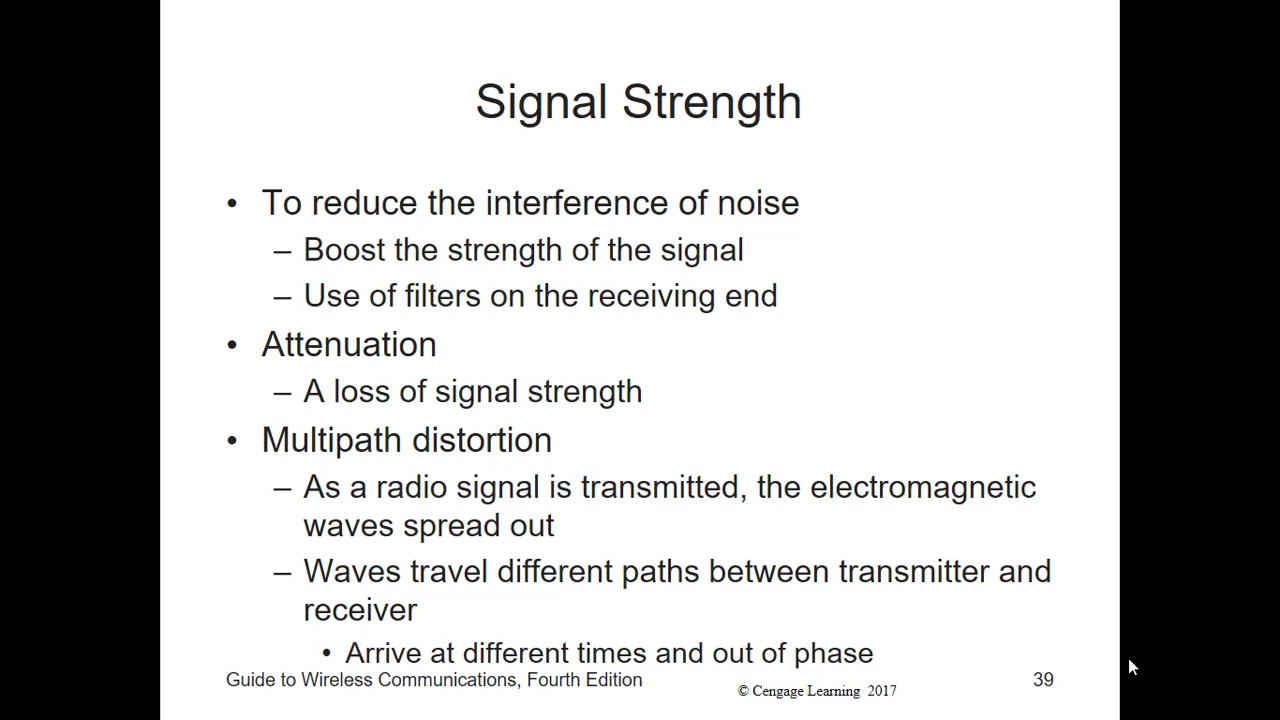 Signal Strength
• To reduce the interference of noise
– Boost the strength of the signal
– Use of filters on the receiving end
• Attenuation
– A loss of signal strength
• Multipath distortion
– As a radio signal is transmitted, the electromagnetic
waves spread out
– Waves travel different paths between transmitter and
receiver
• Arrive at different times and out of phase
Guide to Wireless Communications, Fourth Edition
© Cengage Learning 2017
39